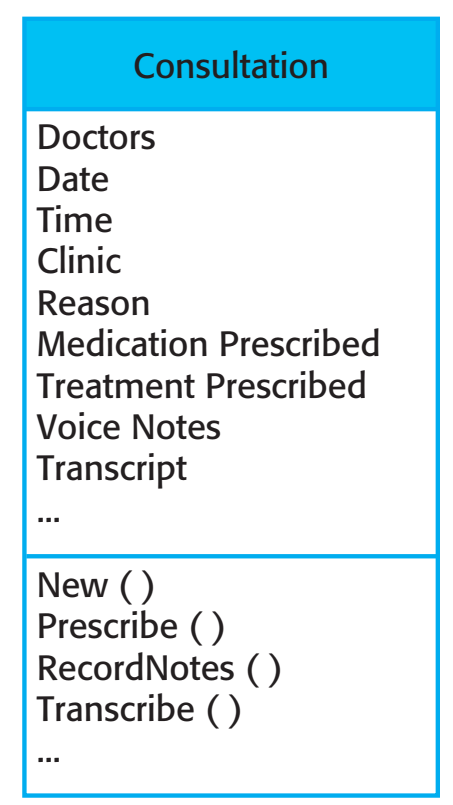 Consultation
Doctors
Date
Time
Clinic
Reason
Medication Prescribed
Treatment Prescribed
Voice Notes
Transcript
...
New ( )
Prescribe ( )
RecordNotes ( )
Transcribe ( )
...